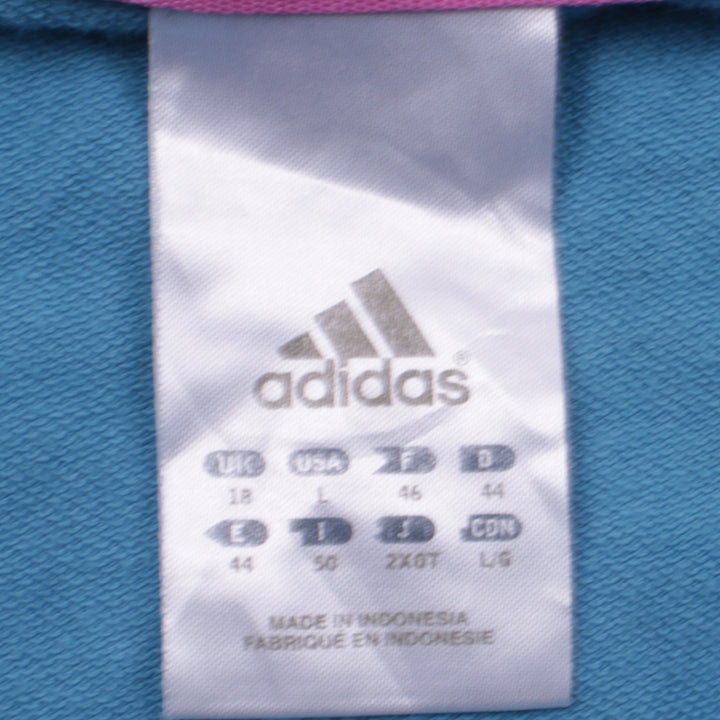 adidas®
UK USA F D
18 L 46 44
E I J CDN
44 50 2XOT L/G
MADE IN INDONESIA
FABRIQUE EN INDONESIE